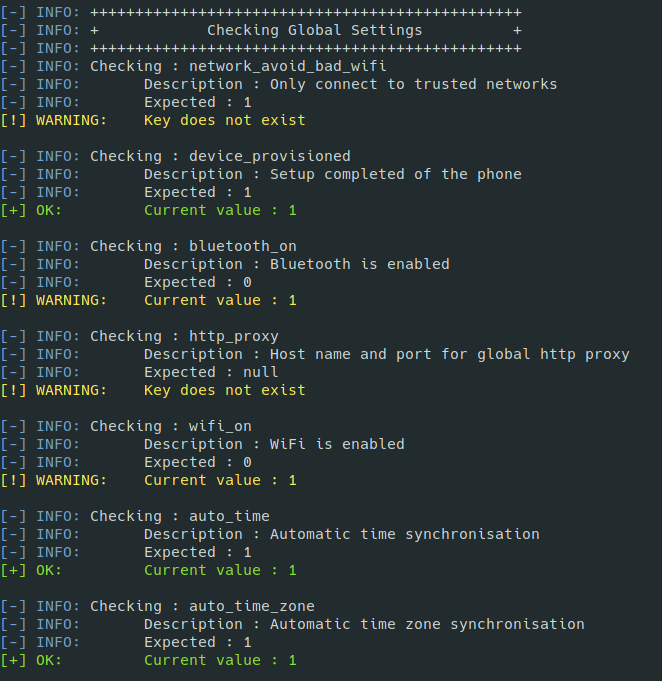 [-] INFO: ++++++++++++++++++++++++++++++++++++++++++++++++
[-] INFO: +            Checking Global Settings          +
[-] INFO: ++++++++++++++++++++++++++++++++++++++++++++++++
[-] INFO: Checking : network_avoid_bad_wifi
[-] INFO:       Description : Only connect to trusted networks
[-] INFO:       Expected : 1
[!] WARNING:    Key does not exist

[-] INFO: Checking : device_provisioned
[-] INFO:       Description : Setup completed of the phone
[-] INFO:       Expected : 1
[+] OK:         Current value : 1

[-] INFO: Checking : bluetooth_on
[-] INFO:       Description : Bluetooth is enabled
[-] INFO:       Expected : 0
[!] WARNING:    Current value : 1

[-] INFO: Checking : http_proxy
[-] INFO:       Description : Host name and port for global http proxy
[-] INFO:       Expected : null
[!] WARNING:    Key does not exist

[-] INFO: Checking : wifi_on
[-] INFO:       Description : WiFi is enabled
[-] INFO:       Expected : 0
[!] WARNING:    Current value : 1

[-] INFO: Checking : auto_time
[-] INFO:       Description : Automatic time synchronisation
[-] INFO:       Expected : 1
[+] OK:         Current value : 1

[-] INFO: Checking : auto_time_zone
[-] INFO:       Description : Automatic time zone synchronisation
[-] INFO:       Expected : 1
[+] OK:         Current value : 1